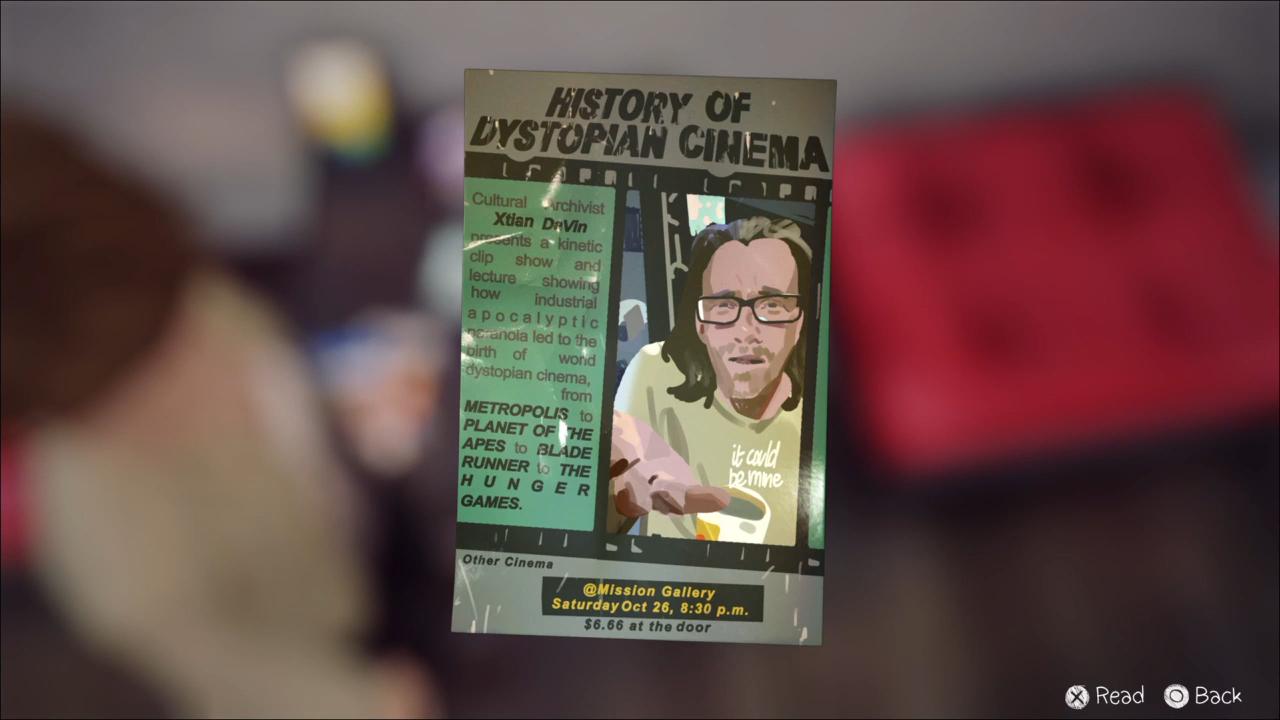 HISTORY OF
DYSTOPIAN CINEMA
Cultural Archivist
Xtian DeVin
presents a kinetic
clip show and
lecture showing
how industrial
apocalyptic
paranoia led to the
birth of world
dystopian cinema,
from
METROPOLIS to
PLANET OF THE
APES to BLADE
RUNNER to THE
HUNGER
GAMES.
it could
be mine
Other Cinema
@Mission Gallery
Saturday Oct 26, 8:30 p.m.
$6.66 at the door
Read Back